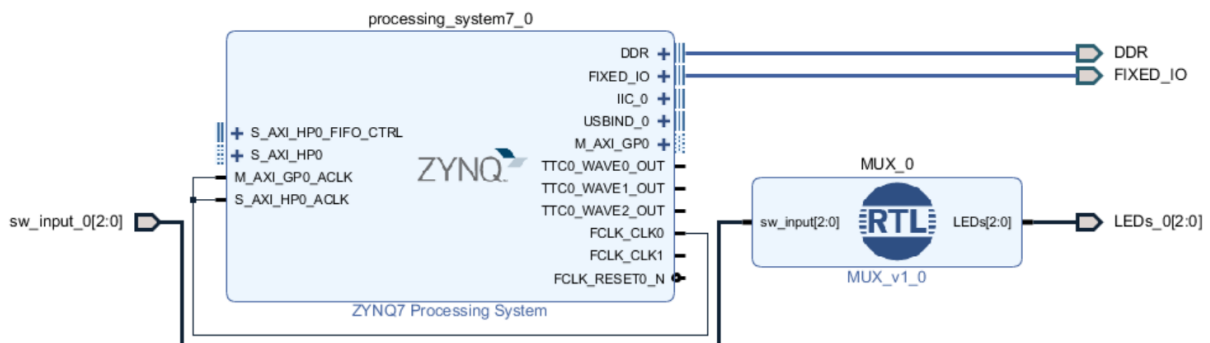 processing_system7_0
DDR
FIXED_IO
IIC_0
USBIND_0
M_AXI_GP0
TTC0_WAVE0_OUT
TTC0_WAVE1_OUT
TTC0_WAVE2_OUT
FCLK_CLK0
FCLK_CLK1
FCLK_RESET0_N
S_AXI_HP0_FIFO_CTRL
S_AXI_HP0
M_AXI_GP0_ACLK
S_AXI_HP0_ACLK
ZYNQ
ZYNQ7 Processing System
sw_input_0[2:0]
DDR
FIXED_IO
MUX_0
sw_input[2:0]
RTL
LEDs[2:0]
MUX_v1_0
LEDs_0[2:0]